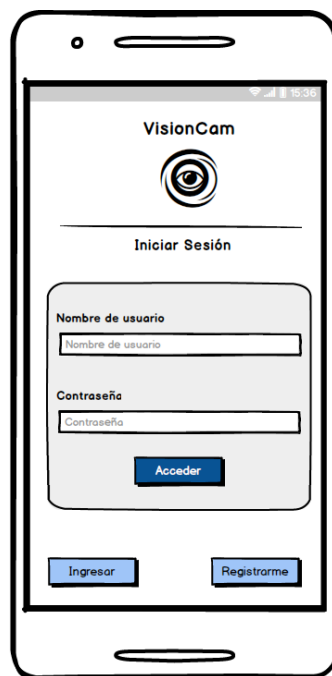 15:36
VisionCam
Iniciar Sesión
Nombre de usuario
Nombre de usuario
Contraseña
Contraseña
Acceder
Ingresar
Registrarme